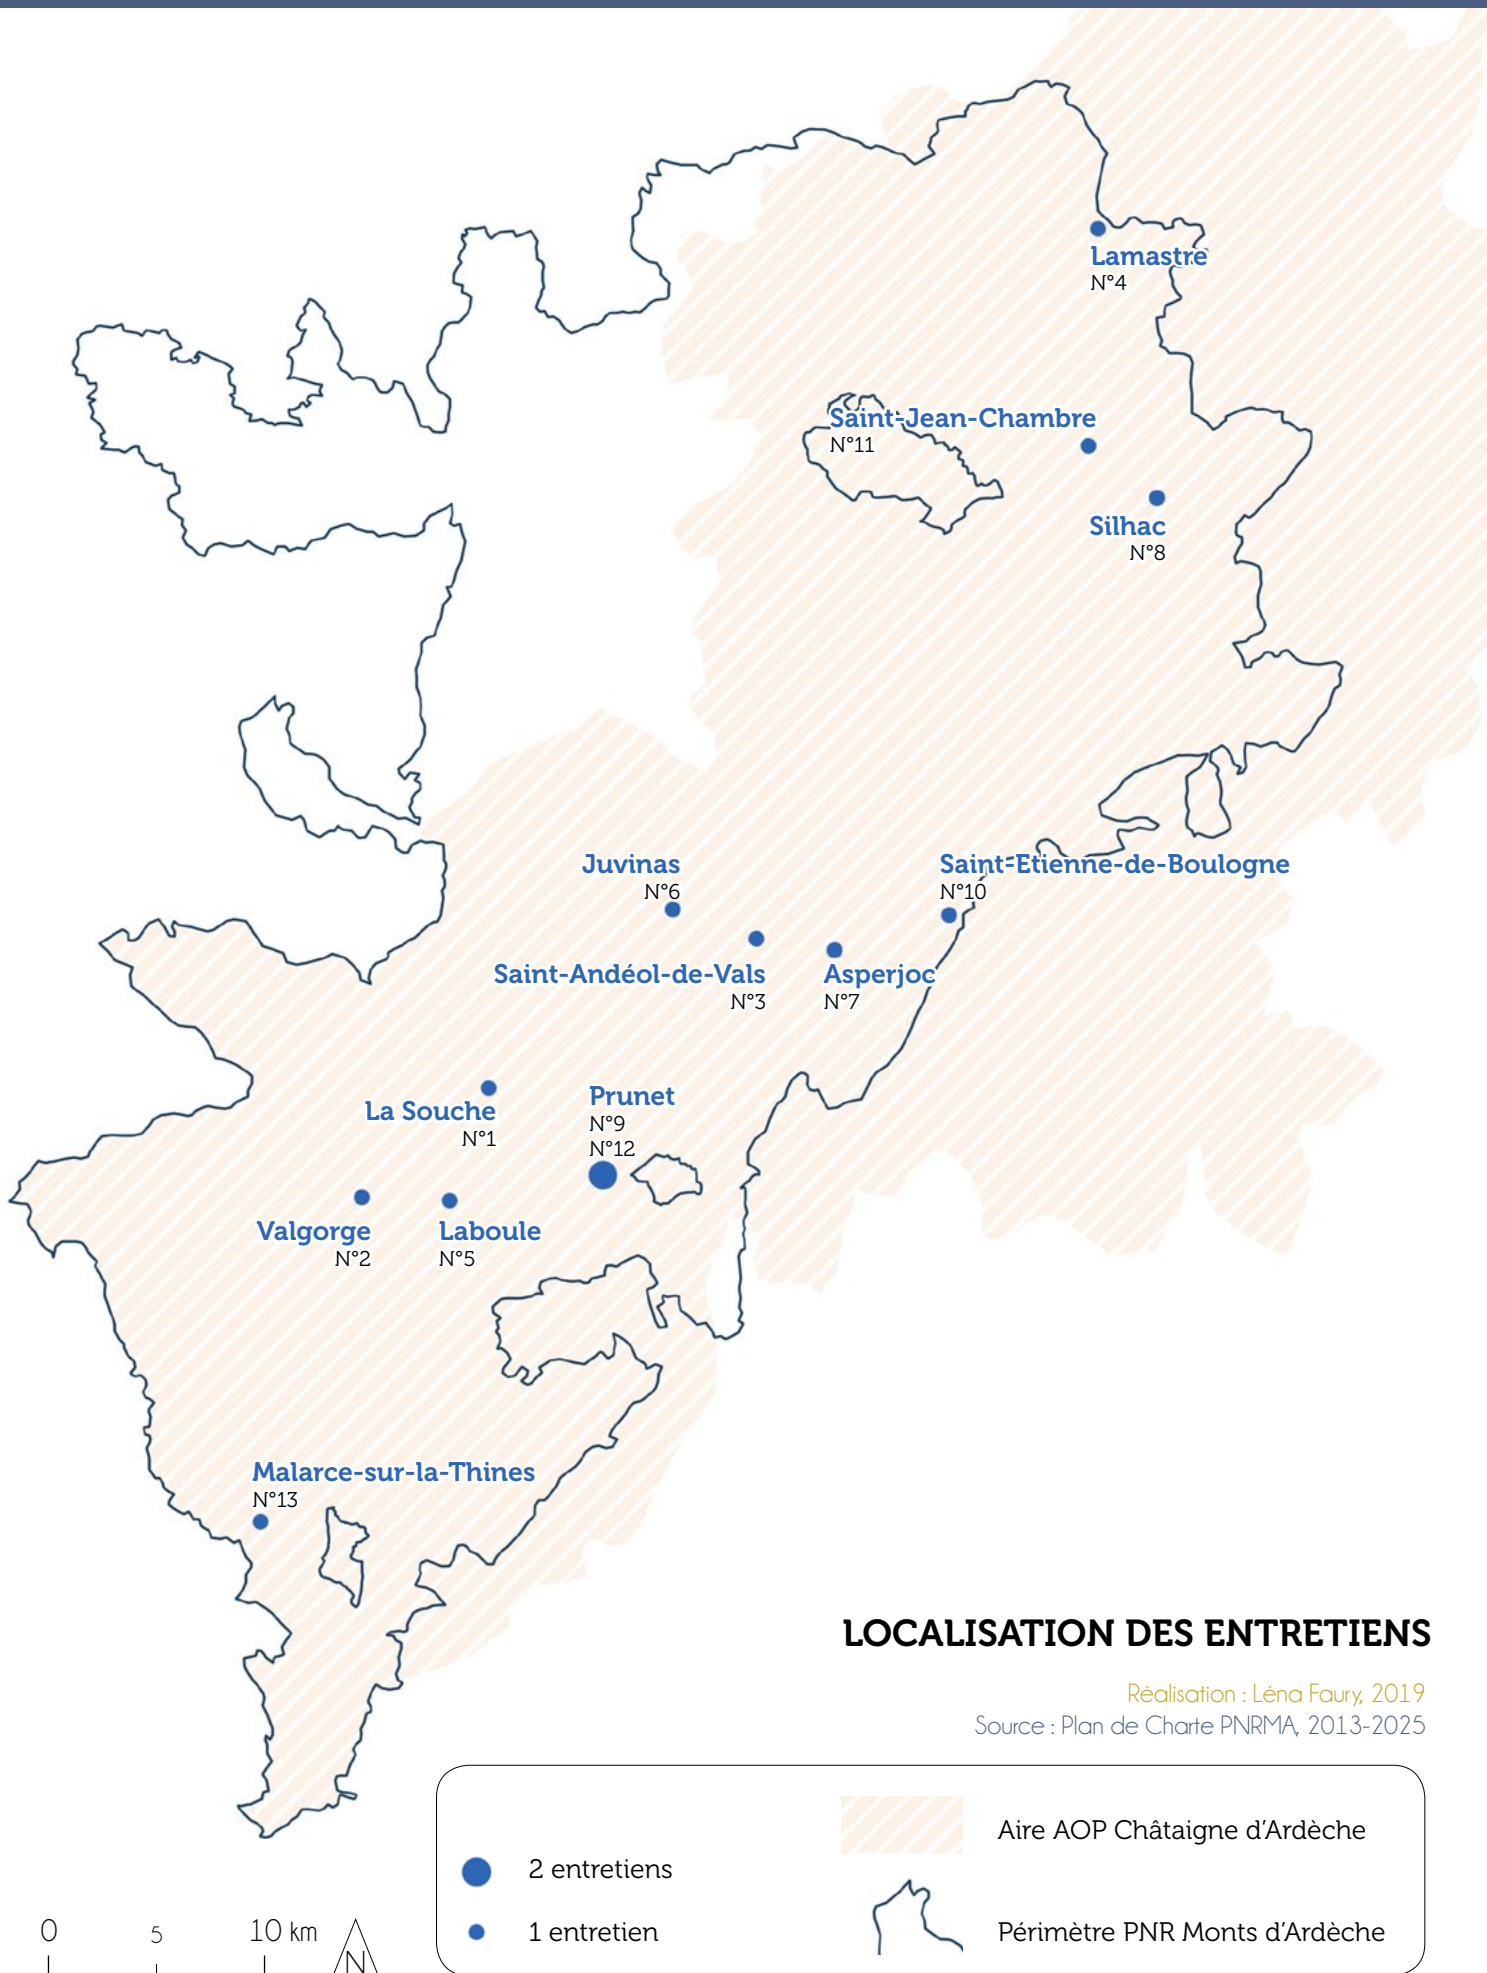 Lamastre
N°4
Saint-Jean-Chambre
N°11
Silhac
N°8
Juvinas
N°6
Saint-Etienne-de-Boulogne
N°10
Saint-Andéol-de-Vals
N°3
Asperjoc
N°7
La Souche
N°1
Prunet
N°9
N°12
Valgorge
N°2
Laboule
N°5
Malarce-sur-la-Thines
N°13
LOCALISATION DES ENTRETIENS
Réalisation : Léna Faury, 2019
Source : Plan de Charte PNRMA, 2013-2025
Aire AOP Châtaigne d'Ardèche
2 entretiens
1 entretien
Périmètre PNR Monts d'Ardèche
0 5 10 km
N